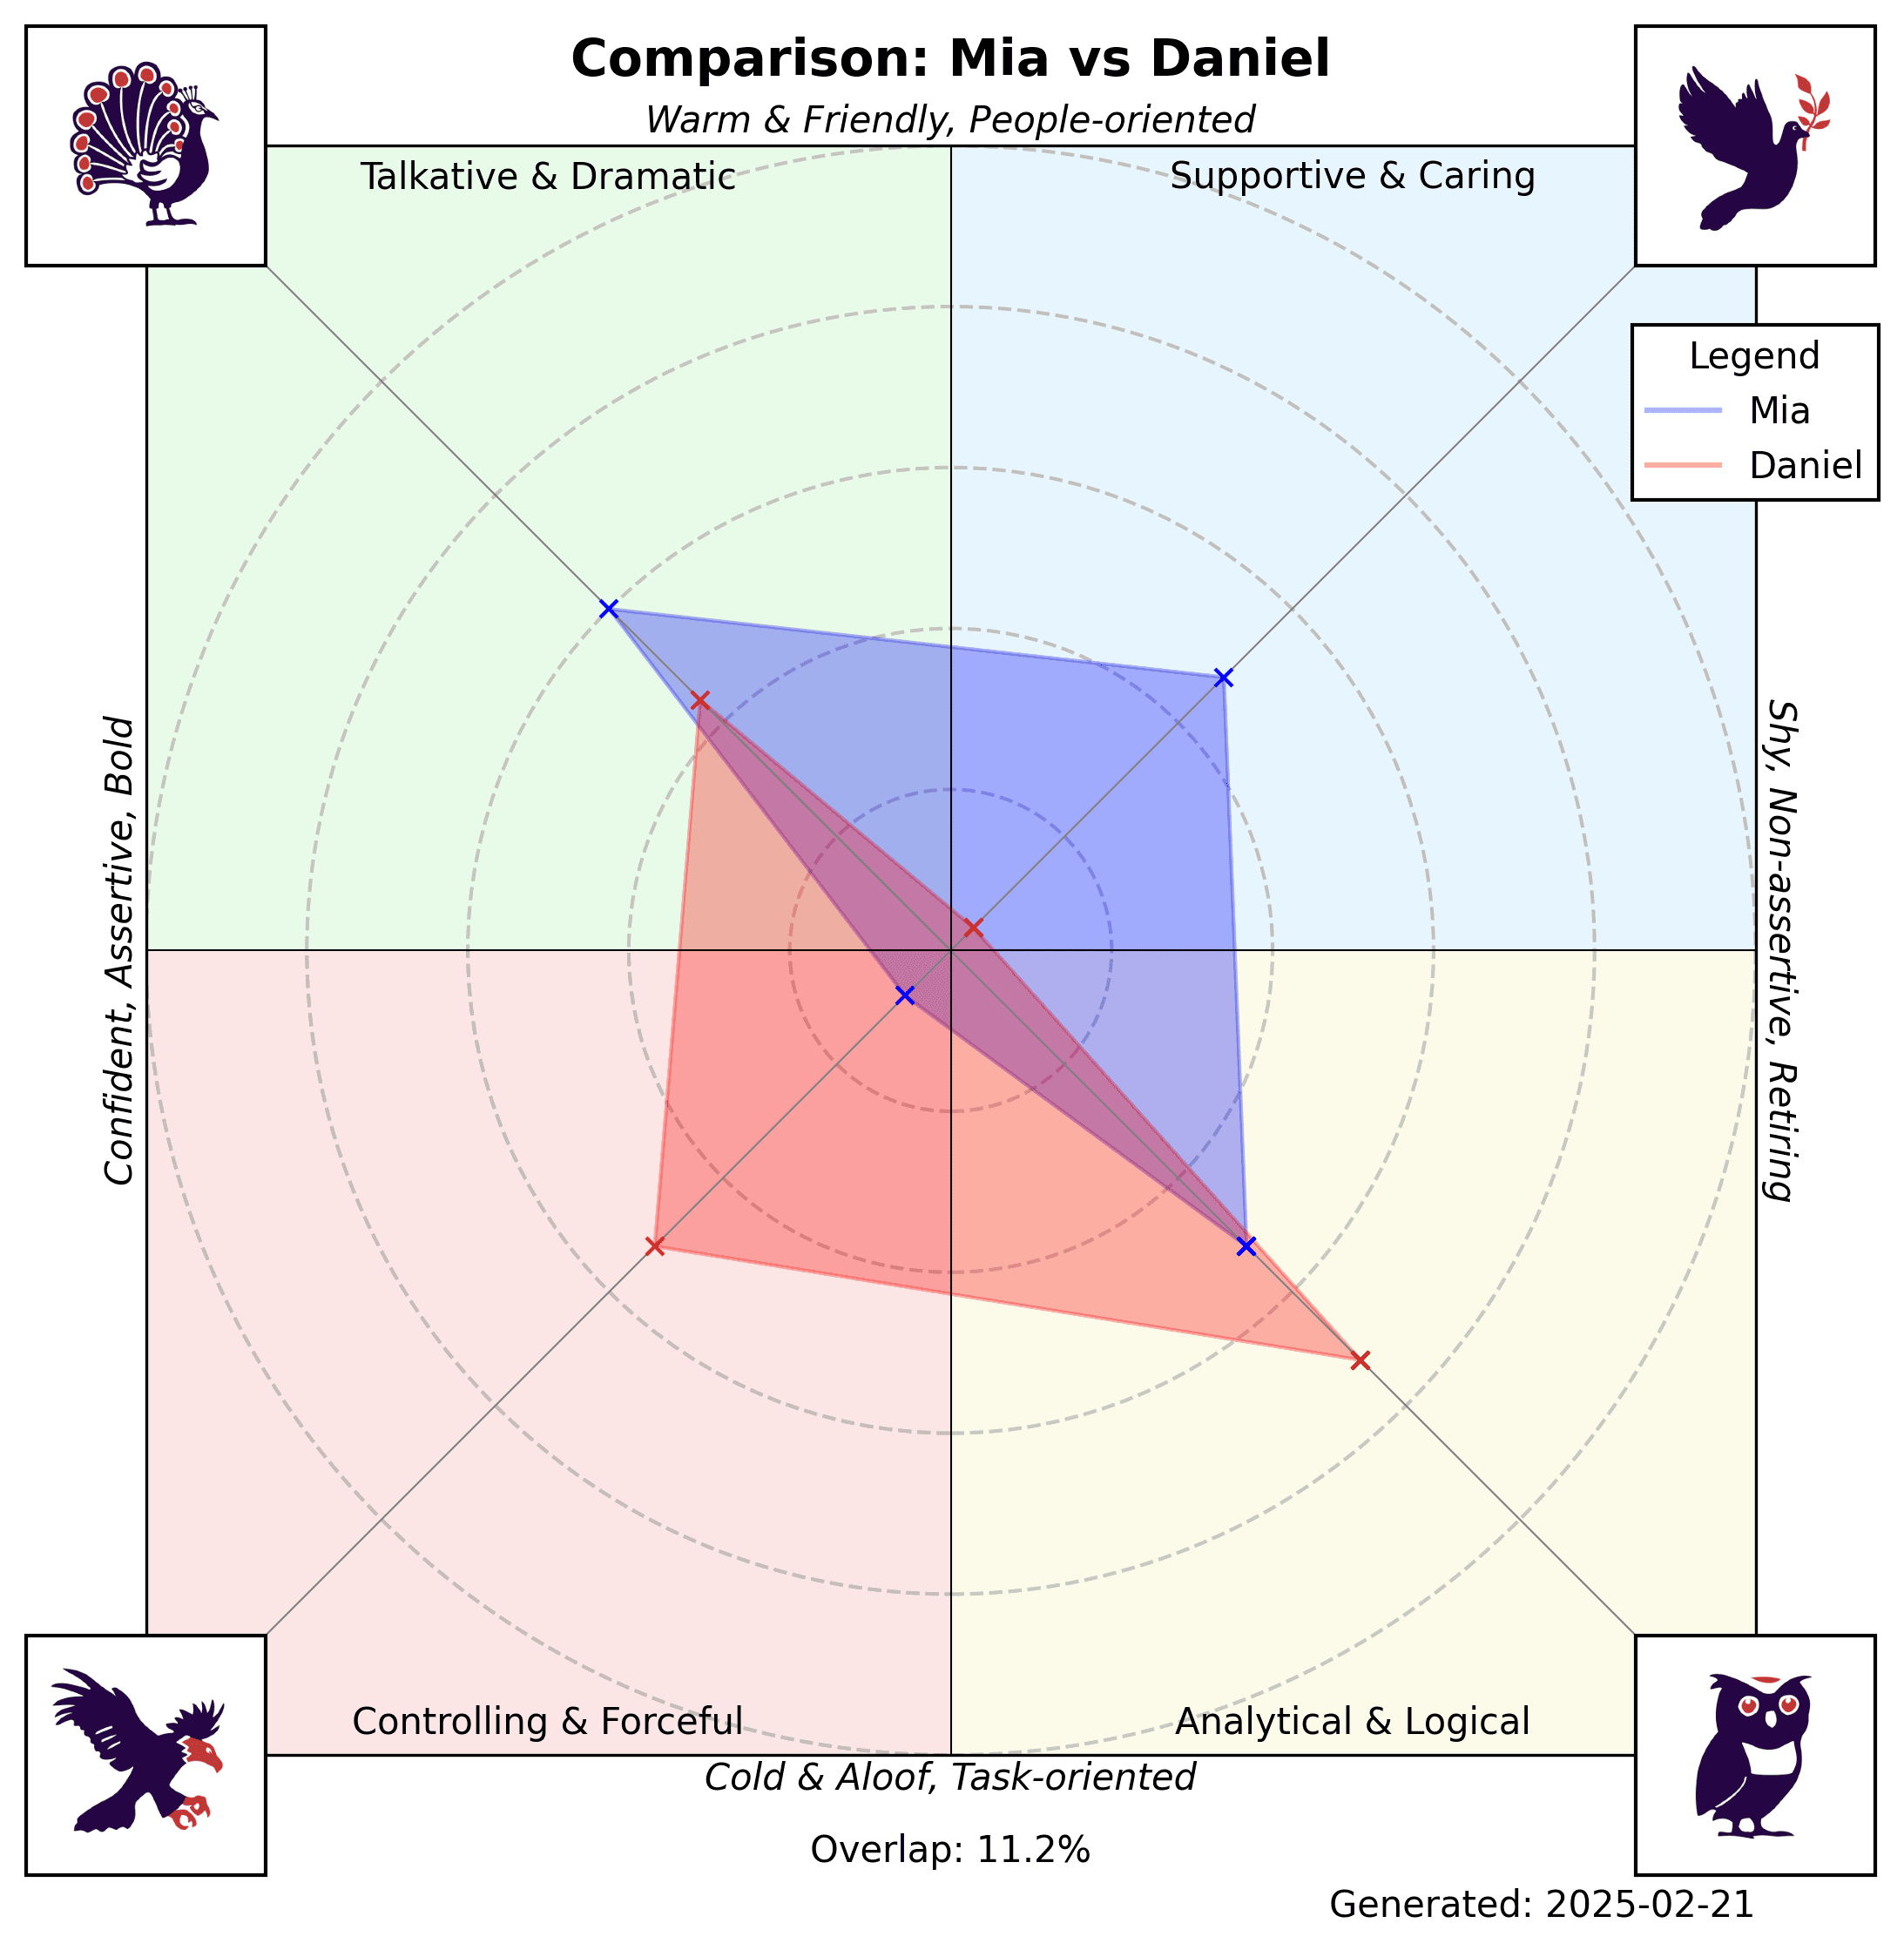 Comparison: Mia vs Daniel
Warm & Friendly, People-oriented
Talkative & Dramatic
Supportive & Caring
Legend
Mia
Daniel
Confident, Assertive, Bold
Shy, Non-assertive, Retiring
Controlling & Forceful
Analytical & Logical
Cold & Aloof, Task-oriented
Overlap: 11.2%
Generated: 2025-02-21